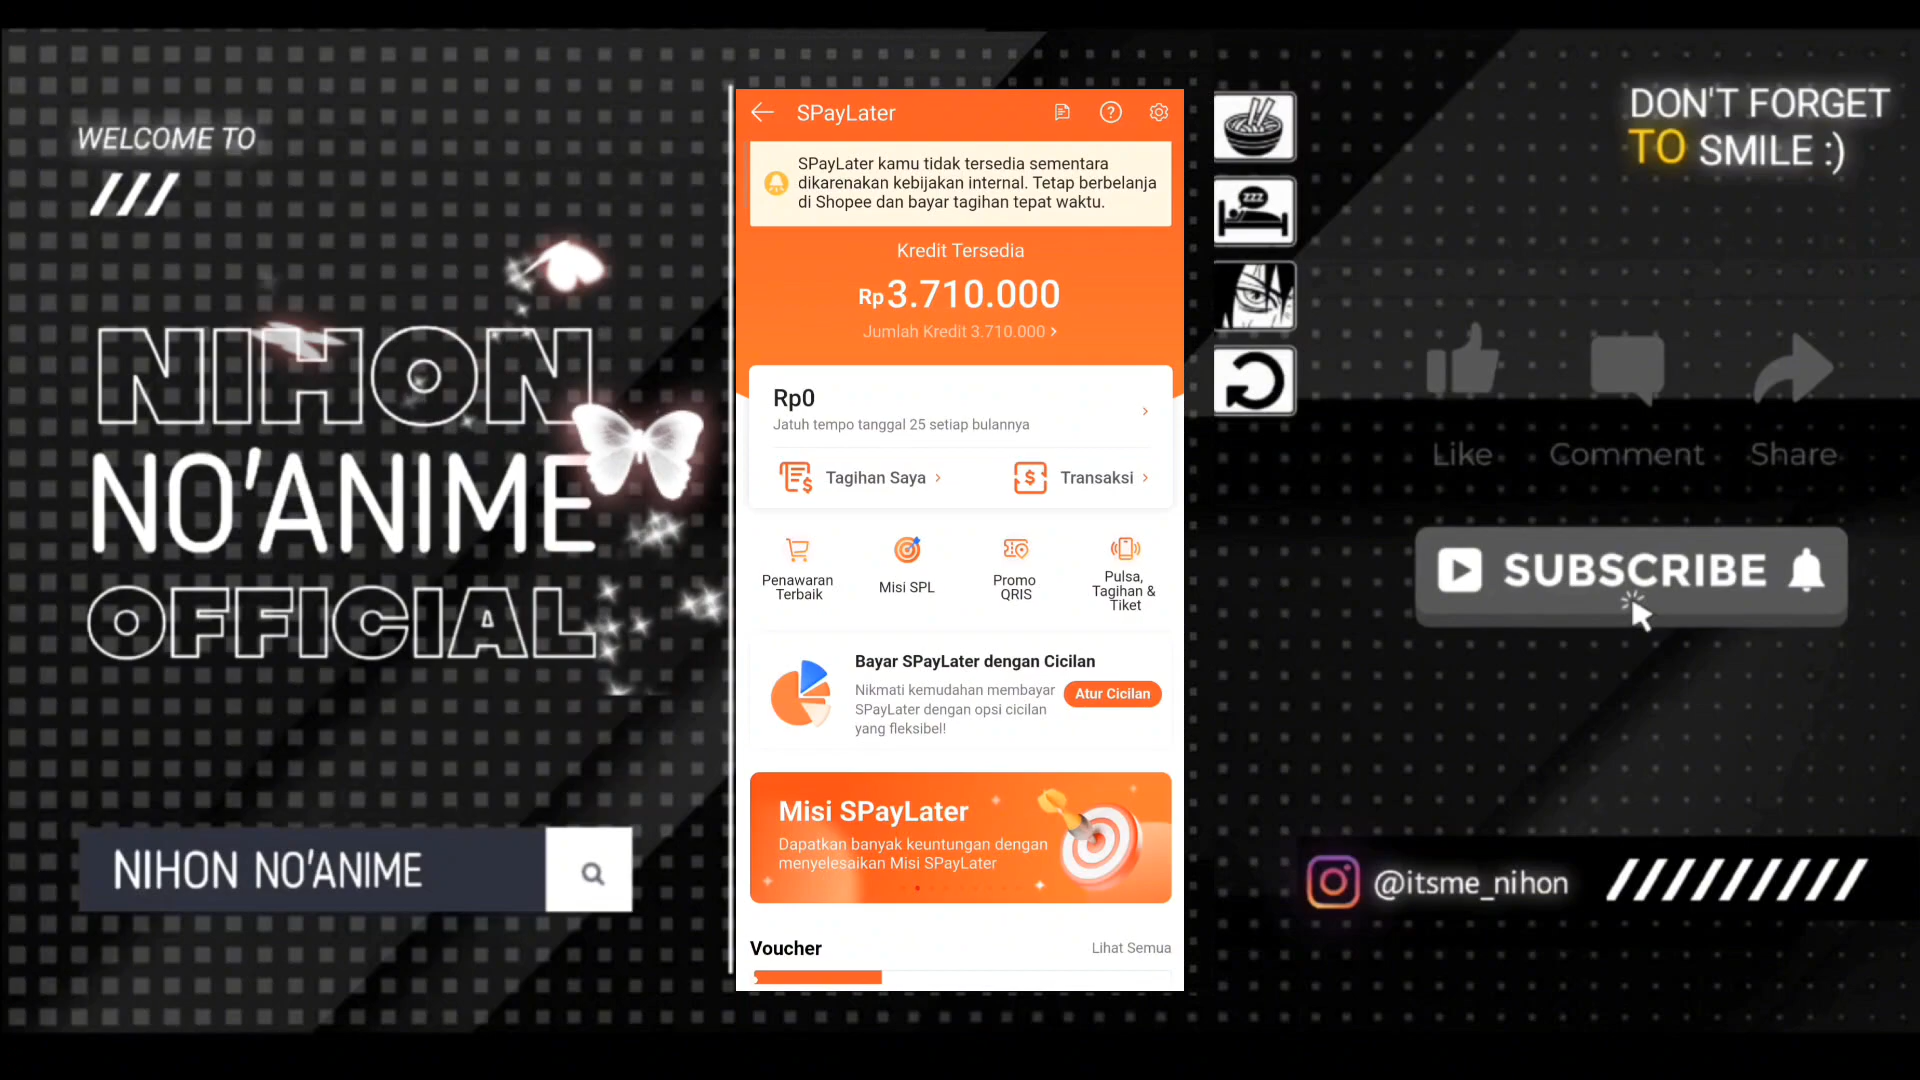 WELCOME TO
NIHON
NO'ANIME
OFFICIAL
NIHON NO'ANIME
SPayLater
?
SPayLater kamu tidak tersedia sementara
dikarenakan kebijakan internal. Tetap berbelanja
di Shopee dan bayar tagihan tepat waktu.
Kredit Tersedia
Rp3.710.000
Jumlah Kredit 3.710.000 >
Rp0
Jatuh tempo tanggal 25 setiap bulannya
Tagihan Saya >
$
Transaksi >
Penawaran
Terbaik
Misi SPL
Promo
QRIS
Pulsa,
Tagihan &
Tiket
Bayar SPayLater dengan Cicilan
Nikmati kemudahan membayar
SPayLater dengan opsi cicilan
yang fleksibel!
Atur Cicilan
Misi SPayLater
Dapatkan banyak keuntungan dengan
menyelesaikan Misi SPayLater
Voucher
Lihat Semua
zzz
DON'T FORGET
TO SMILE :)
Like
Comment
Share
SUBSCRIBE
@itsme_nihon